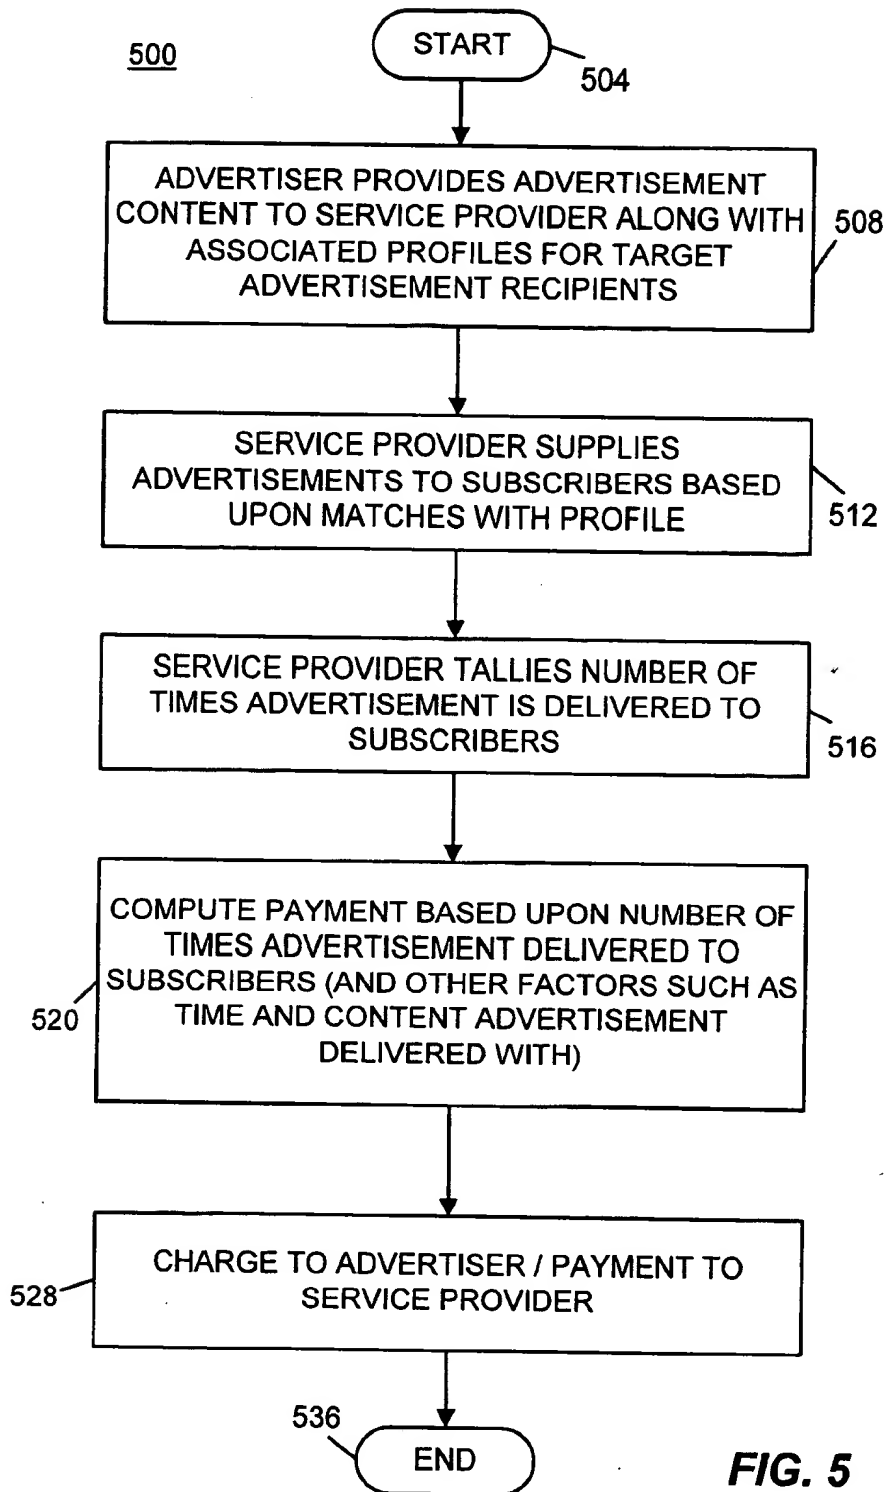 500
START
504
ADVERTISER PROVIDES ADVERTISEMENT
CONTENT TO SERVICE PROVIDER ALONG WITH
ASSOCIATED PROFILES FOR TARGET
ADVERTISEMENT RECIPIENTS
508
SERVICE PROVIDER SUPPLIES
ADVERTISEMENTS TO SUBSCRIBERS BASED
UPON MATCHES WITH PROFILE
512
SERVICE PROVIDER TALLIES NUMBER OF
TIMES ADVERTISEMENT IS DELIVERED TO
SUBSCRIBERS
516
COMPUTE PAYMENT BASED UPON NUMBER OF
TIMES ADVERTISEMENT DELIVERED TO
SUBSCRIBERS (AND OTHER FACTORS SUCH AS
TIME AND CONTENT ADVERTISEMENT
DELIVERED WITH)
520
CHARGE TO ADVERTISER / PAYMENT TO
SERVICE PROVIDER
528
536
END
FIG. 5